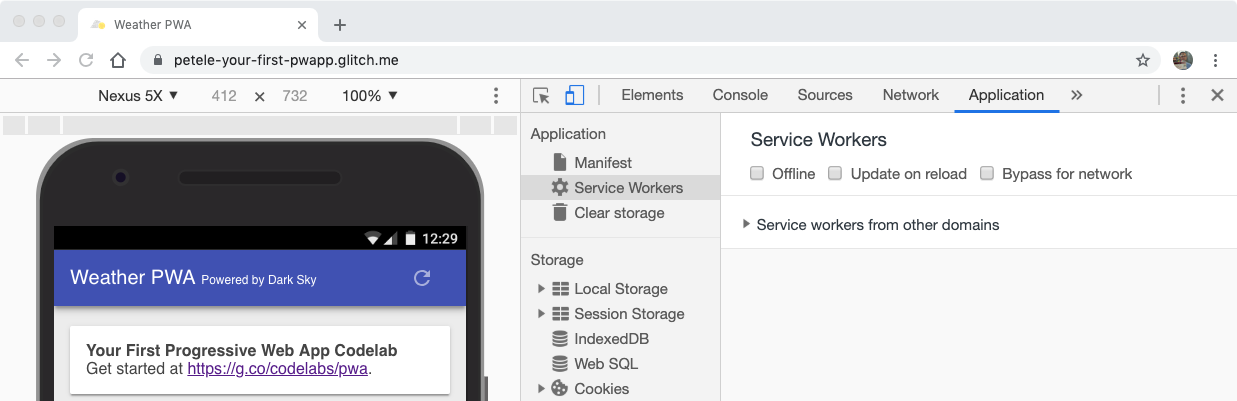 Weather PWA
petele-your-first-pwapp.glitch.me
Nexus 5X 412 × 732 100%
Elements Console Sources Network Application
Application
Manifest
Service Workers
Clear storage
Storage
Local Storage
Session Storage
IndexedDB
Web SQL
Cookies
Service Workers
Offline Update on reload Bypass for network
Service workers from other domains
12:29
Weather PWA Powered by Dark Sky
Your First Progressive Web App Codelab
Get started at https://g.co/codelabs/pwa.